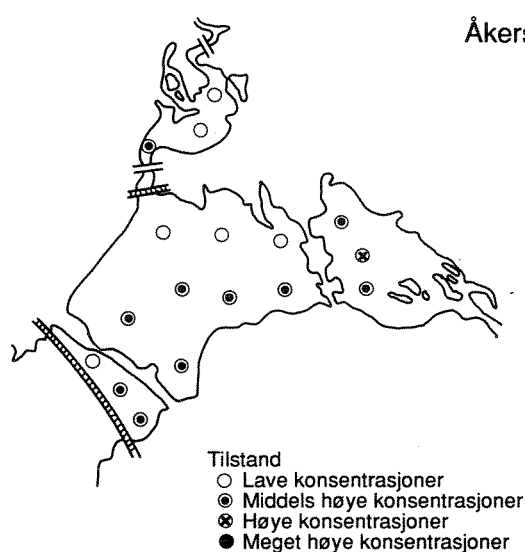 Åkers
Tilstand
Lave konsentrasjoner
Middels høye konsentrasjoner
Høye konsentrasjoner
Meget høye konsentrasjoner